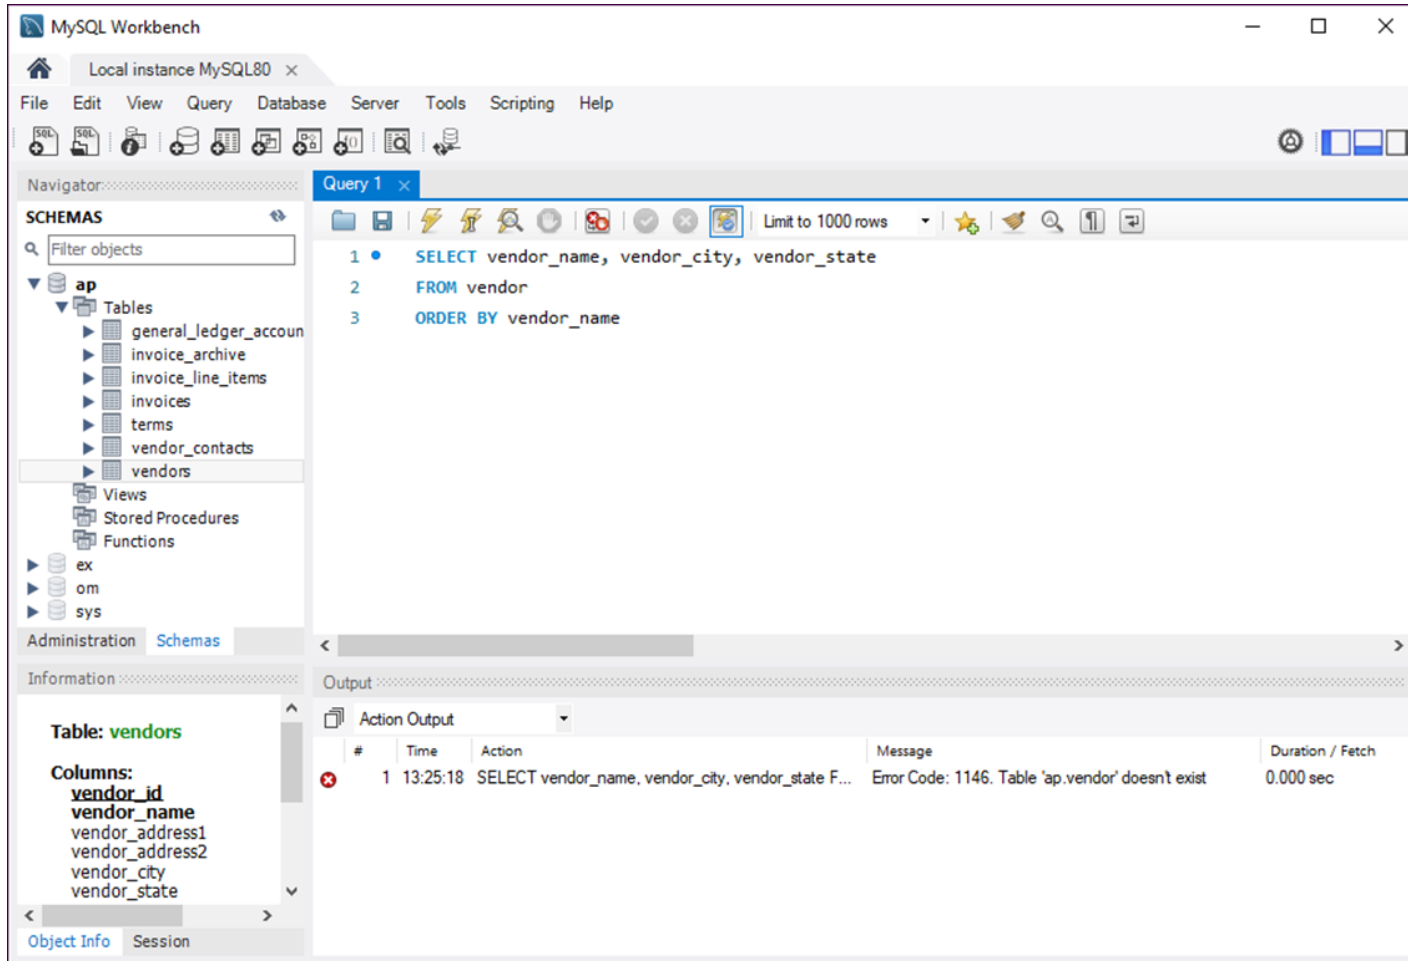 MySQL Workbench
Local instance MySQL80
File Edit View Query Database Server Tools Scripting Help
Navigator
SCHEMAS
Filter objects
ap
Tables
general_ledger_accoun
invoice_archive
invoice_line_items
invoices
terms
vendor_contacts
vendors
Views
Stored Procedures
Functions
ex
om
sys
Administration Schemas
Information
Table: vendors
Columns:
vendor_id
vendor_name
vendor_address1
vendor_address2
vendor_city
vendor_state
Object Info Session
Query 1
Limit to 1000 rows
1 SELECT vendor_name, vendor_city, vendor_state
2 FROM vendor
3 ORDER BY vendor_name
Output
Action Output
# Time Action Message Duration / Fetch
1 13:25:18 SELECT vendor_name, vendor_city, vendor_state F... Error Code: 1146. Table 'ap.vendor' doesn't exist 0.000 sec